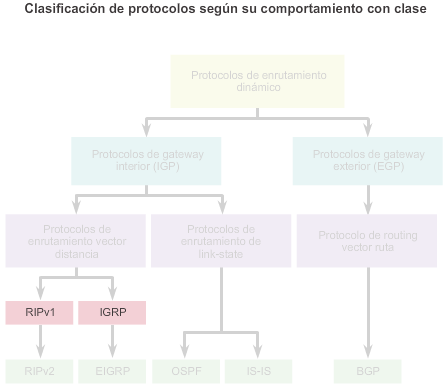 Clasificación de protocolos según su comportamiento con clase
Protocolos de enrutamiento
dinámico
Protocolos de gateway
interior (IGP)
Protocolos de gateway
exterior (EGP)
Protocolos de
enrutamiento vector
distancia
Protocolos de
enrutamiento de
link-state
Protocolo de routing
vector ruta
RIPv1
IGRP
RIPv2
EIGRP
OSPF
IS-IS
BGP